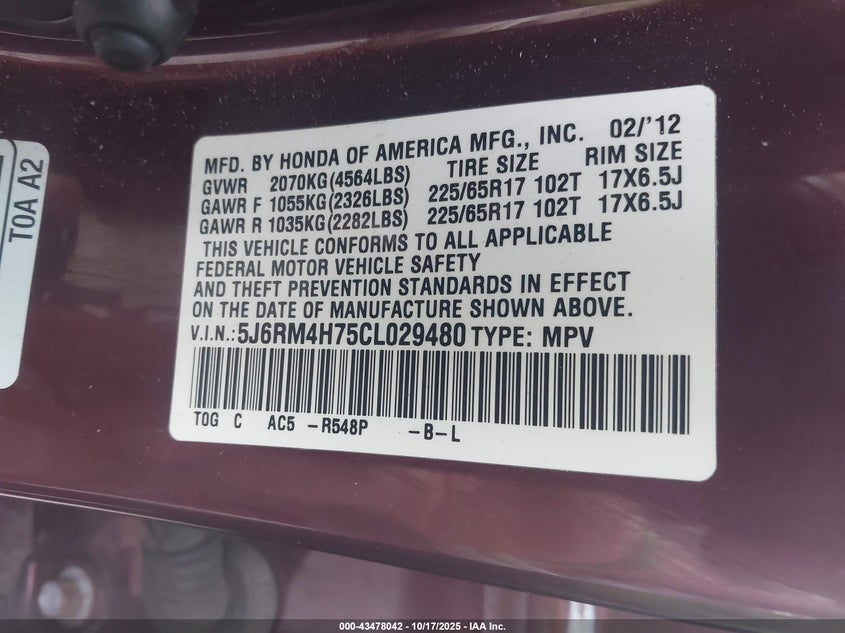 MFD. BY HONDA OF AMERICA MFG., INC. 02/'12
GVWR 2070KG(4564LBS) TIRE SIZE RIM SIZE
GAWR F 1055KG(2326LBS) 225/65R17 102T 17X6.5J
GAWR R 1035KG(2282LBS) 225/65R17 102T 17X6.5J
THIS VEHICLE CONFORMS TO ALL APPLICABLE
FEDERAL MOTOR VEHICLE SAFETY
AND THEFT PREVENTION STANDARDS IN EFFECT
ON THE DATE OF MANUFACTURE SHOWN ABOVE.
V.I.N.:5J6RM4H75CL029480 TYPE: MPV
TOG C AC5 -R548P -B-L
TOA A2
000-43478042 | 10/17/2025 | IAA Inc.